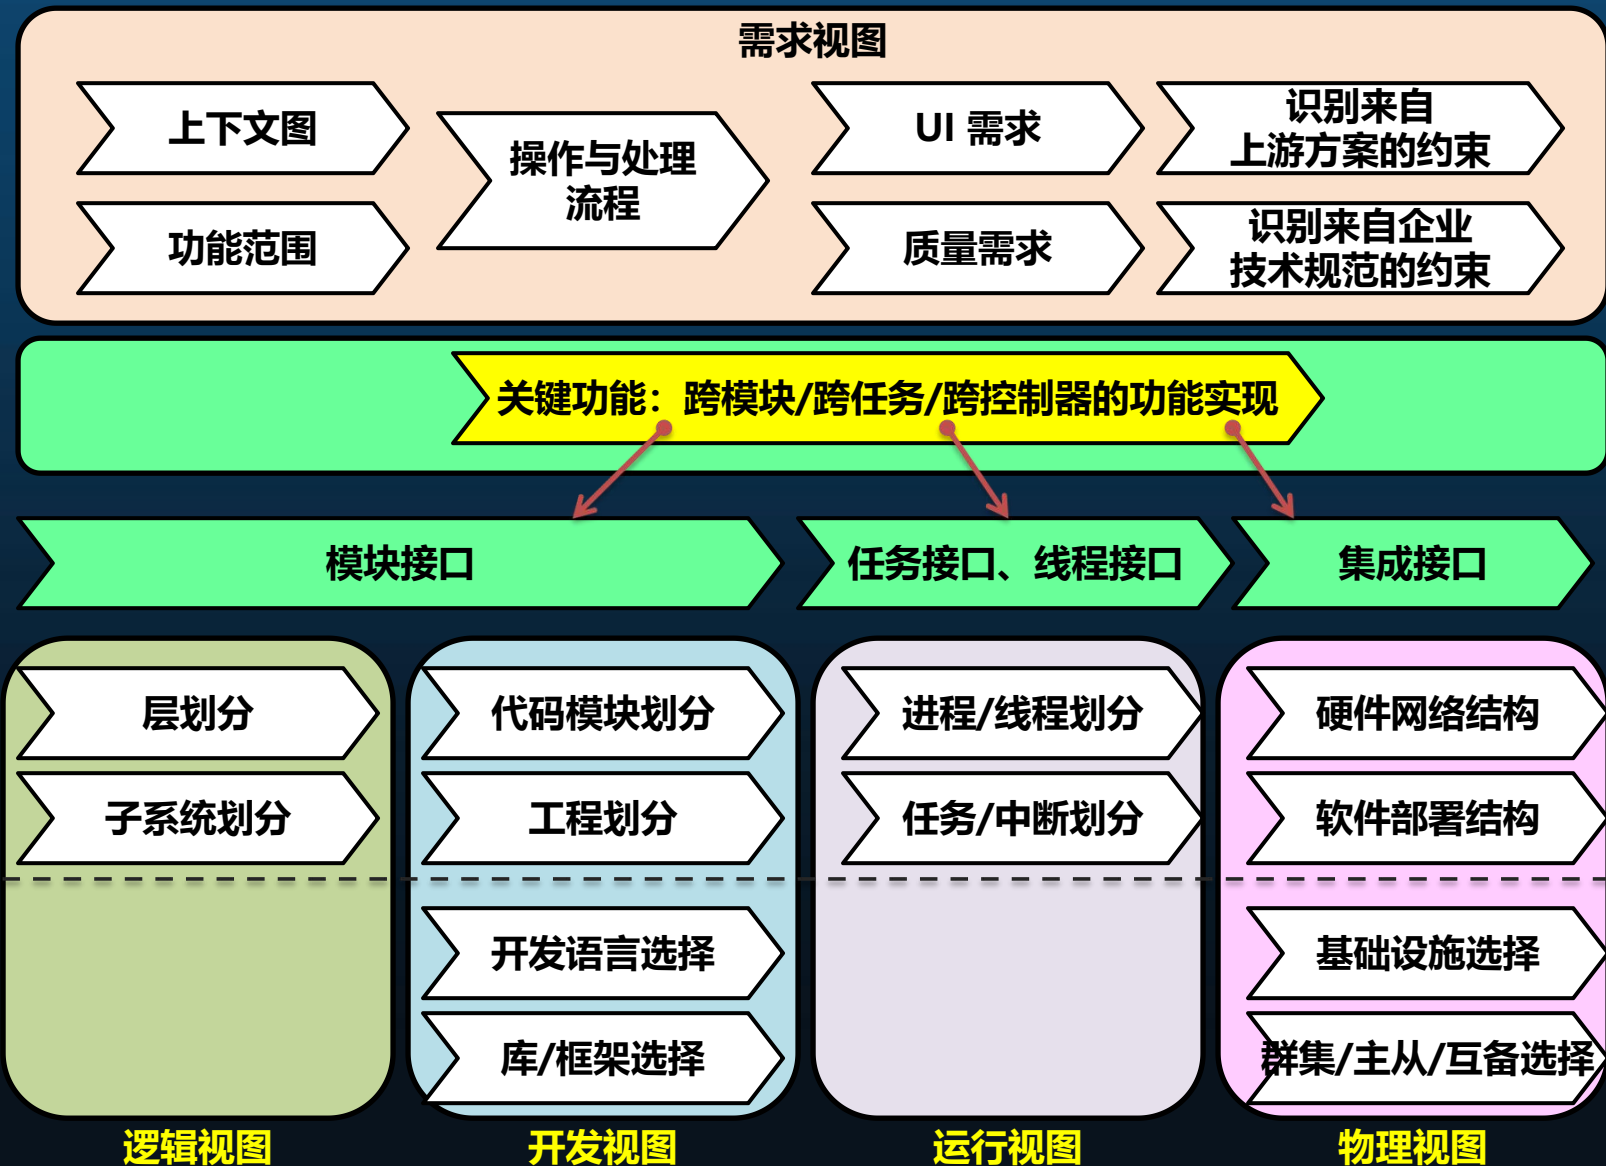 需求视图
上下文图
功能范围
操作与处理
流程
UI 需求
质量需求
识别来自
上游方案的约束
识别来自企业
技术规范的约束
关键功能：跨模块/跨任务/跨控制器的功能实现
模块接口
任务接口、线程接口
集成接口
层划分
子系统划分
逻辑视图
代码模块划分
工程划分
开发语言选择
库/框架选择
开发视图
进程/线程划分
任务/中断划分
运行视图
硬件网络结构
软件部署结构
基础设施选择
群集/主从/互备选择
物理视图